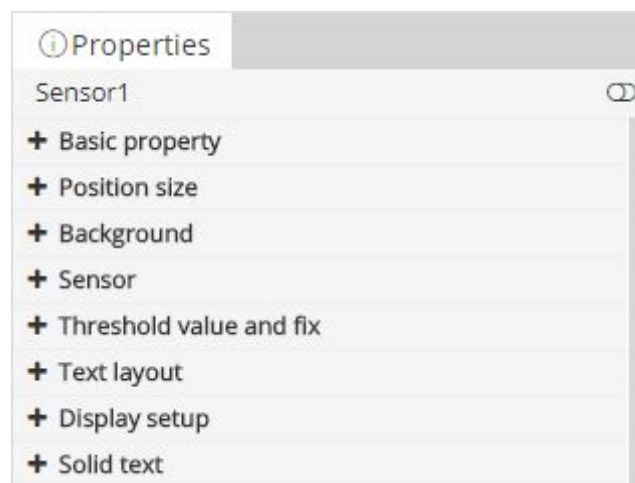 Properties
Sensor1
Basic property
Position size
Background
Sensor
Threshold value and fix
Text layout
Display setup
Solid text